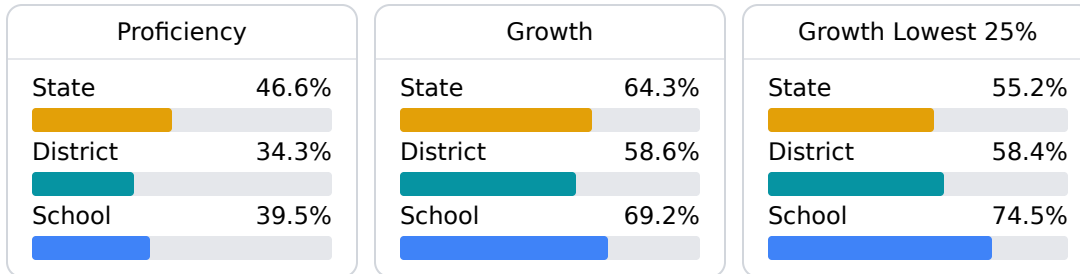 Proficiency
State 46.6%
District 34.3%
School 39.5%
Growth
State 64.3%
District 58.6%
School 69.2%
Growth Lowest 25%
State 55.2%
District 58.4%
School 74.5%